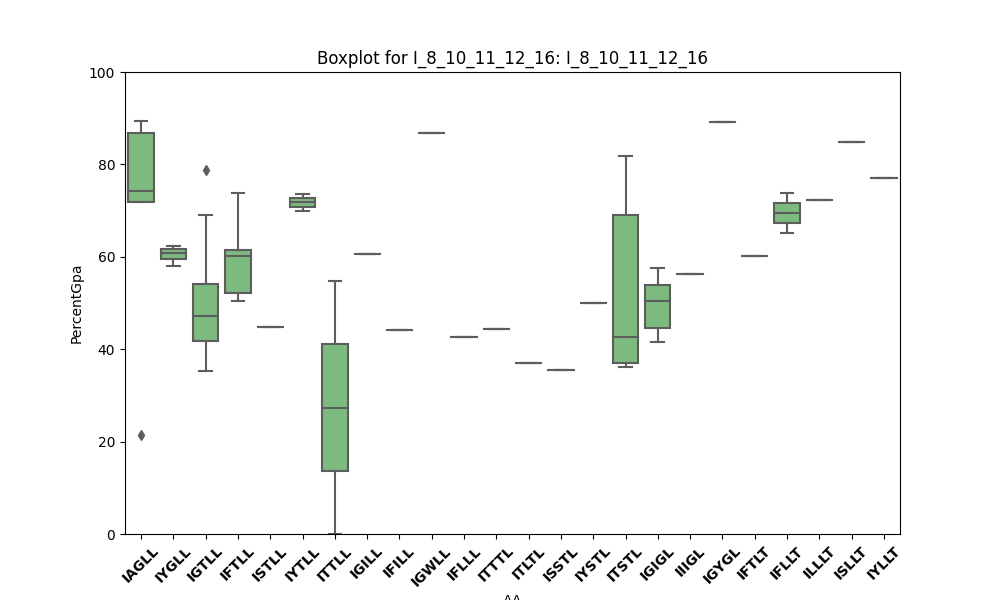 Boxplot for I_8_10_11_12_16: I_8_10_11_12_16
100
80
60
40
20
0
PercentGpa
IAGLL
IYGLL
IGTLL
IFTLL
ISTLL
IYTLL
ITTLL
IGILL
IFILL
IGWLL
IFLLL
ITTTL
ITLTL
ISSTL
IYSTL
ITSTL
IGIGL
IIIGL
IGYGL
IFTLT
IFLLT
ILLLT
ISLLT
IYLLT
AA